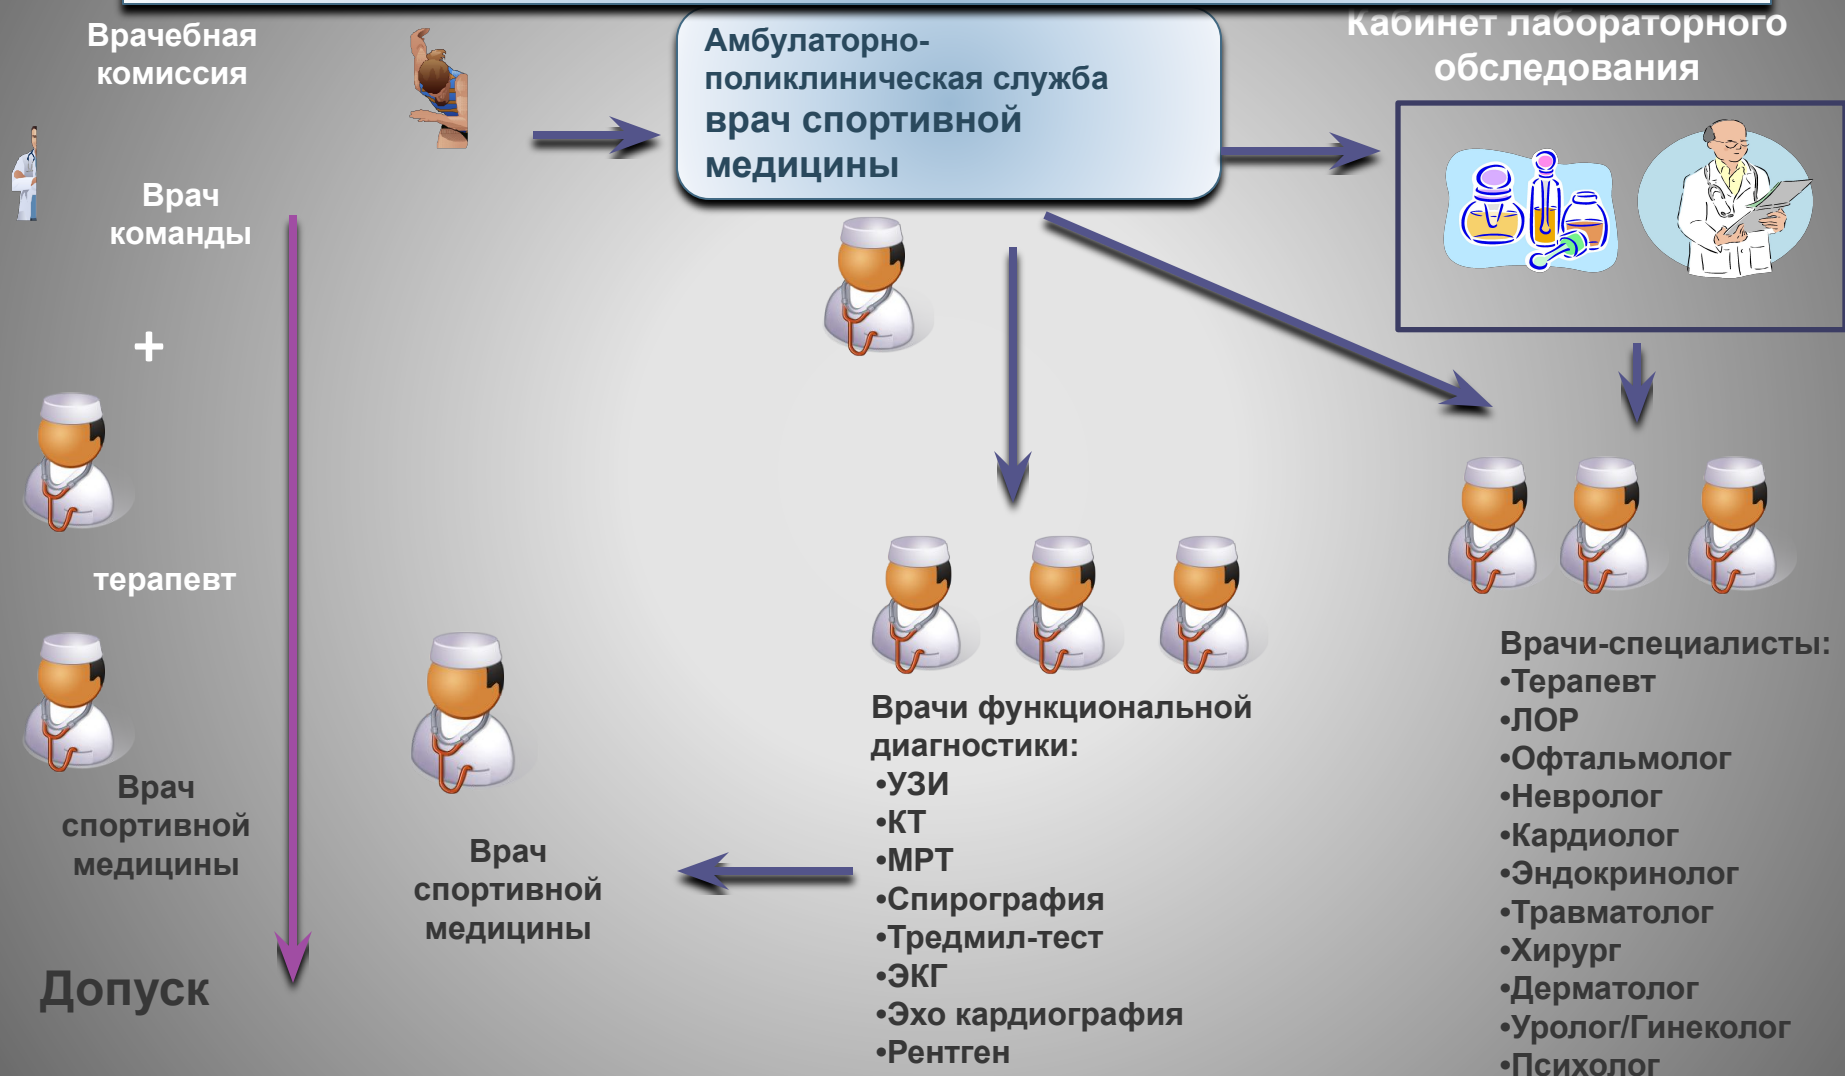 Врачебная
комиссия
Врач
команды
+
терапевт
Врач
спортивной
медицины
Допуск
Амбулаторно-
поликлиническая служба
врач спортивной
медицины
Врач
спортивной
медицины
Врачи функциональной
диагностики:
•УЗИ
•КТ
•МРТ
•Спирография
•Тредмил-тест
•ЭКГ
•Эхо кардиография
•Рентген
Кабинет лабораторного
обследования
Врачи-специалисты:
•Терапевт
•ЛОР
•Офтальмолог
•Невролог
•Кардиолог
•Эндокринолог
•Травматолог
•Хирург
•Дерматолог
•Уролог/Гинеколог
•Психолог